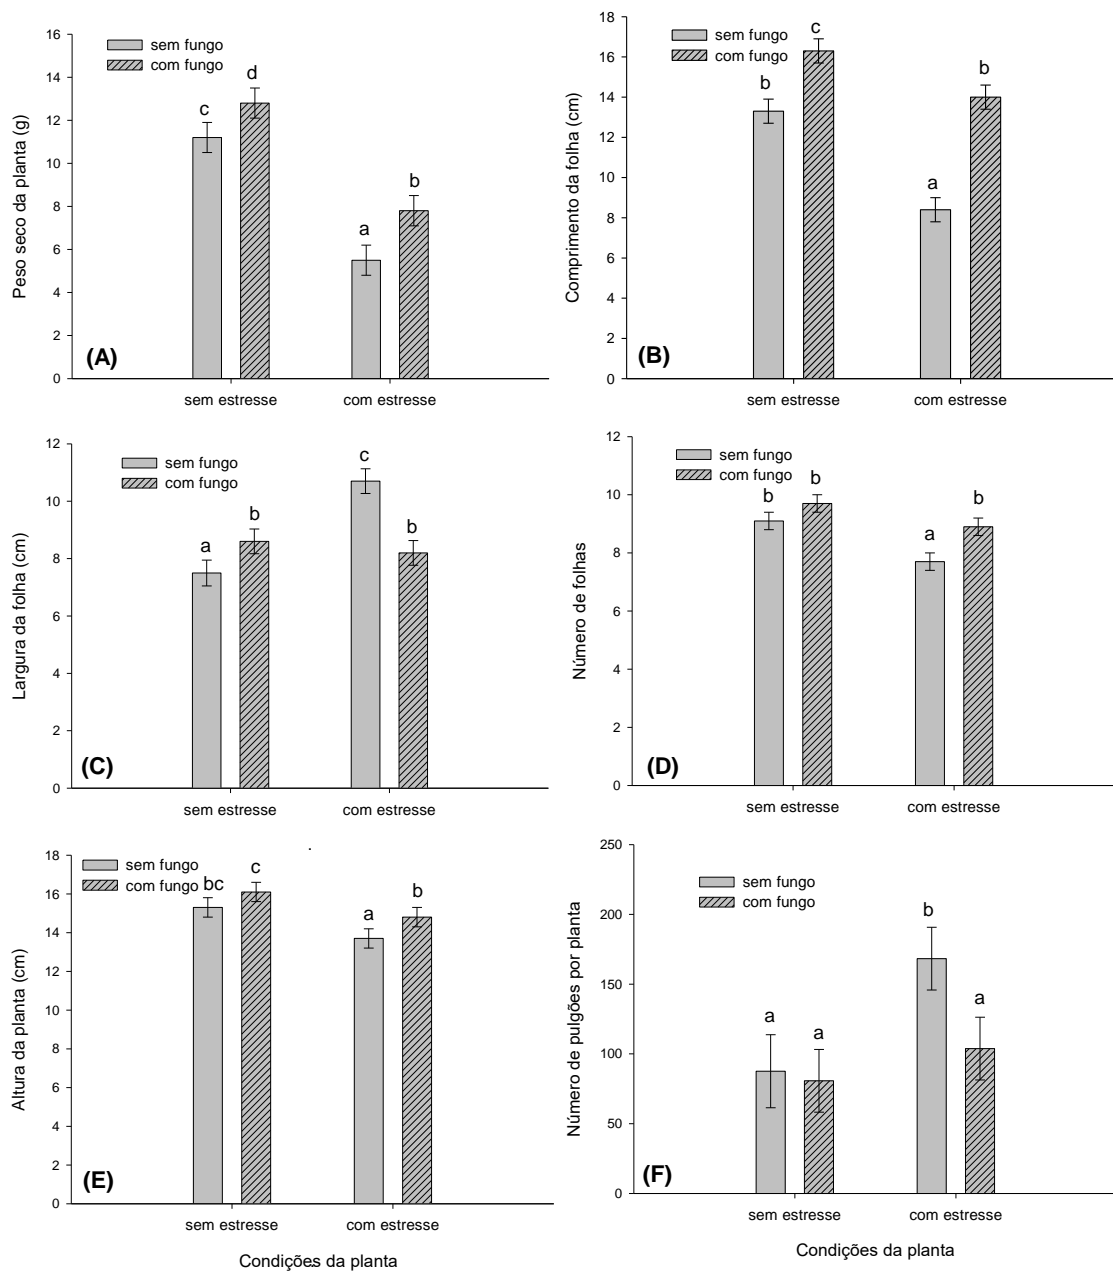 16
14
12
10
8
6
4
2
0
Peso seco da planta (g)
sem fungo
com fungo
c
d
a
b
(A)
sem estresse
com estresse
18
16
14
12
10
8
6
4
2
0
Comprimento da folha (cm)
sem fungo
com fungo
b
c
a
b
(B)
sem estresse
com estresse
12
10
8
6
4
2
0
Largura da folha (cm)
sem fungo
com fungo
a
b
c
b
(C)
sem estresse
com estresse
12
10
8
6
4
2
0
Número de folhas
sem fungo
com fungo
b
b
a
b
(D)
sem estresse
com estresse
18
16
14
12
10
8
6
4
2
0
Altura da planta (cm)
sem fungo
com fungo
bc
c
a
b
(E)
sem estresse
com estresse
Condições da planta
250
200
150
100
50
0
Número de pulgões por planta
sem fungo
com fungo
a
a
b
a
(F)
sem estresse
com estresse
Condições da planta